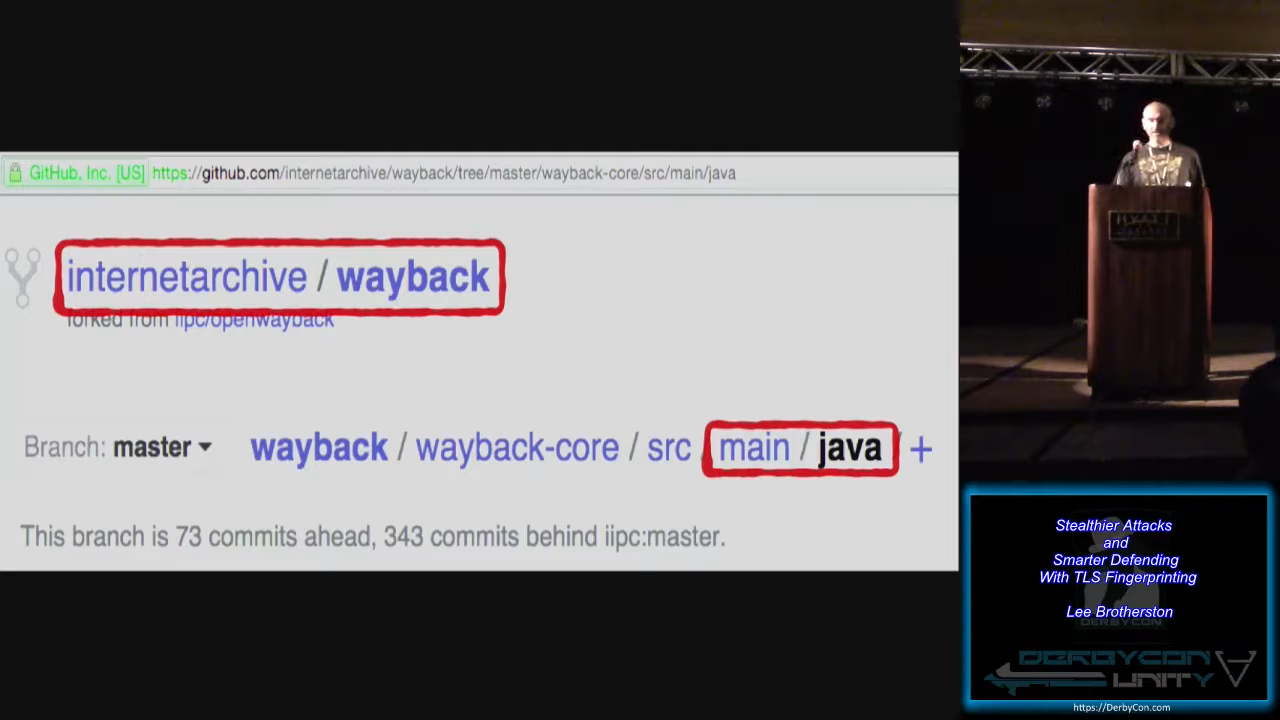 GitHub, Inc. [US] https://github.com/internetarchive/wayback/tree/master/wayback-core/src/main/java
internetarchive / wayback
forked from iipc/openwayback
Branch: master wayback / wayback-core / src / main / java / +
This branch is 73 commits ahead, 343 commits behind iipc:master.
HYATT
Stealthier Attacks
and
Smarter Defending
With TLS Fingerprinting
Lee Brotherston
DERBYCON
DERBYCON
UNITY
https://DerbyCon.com